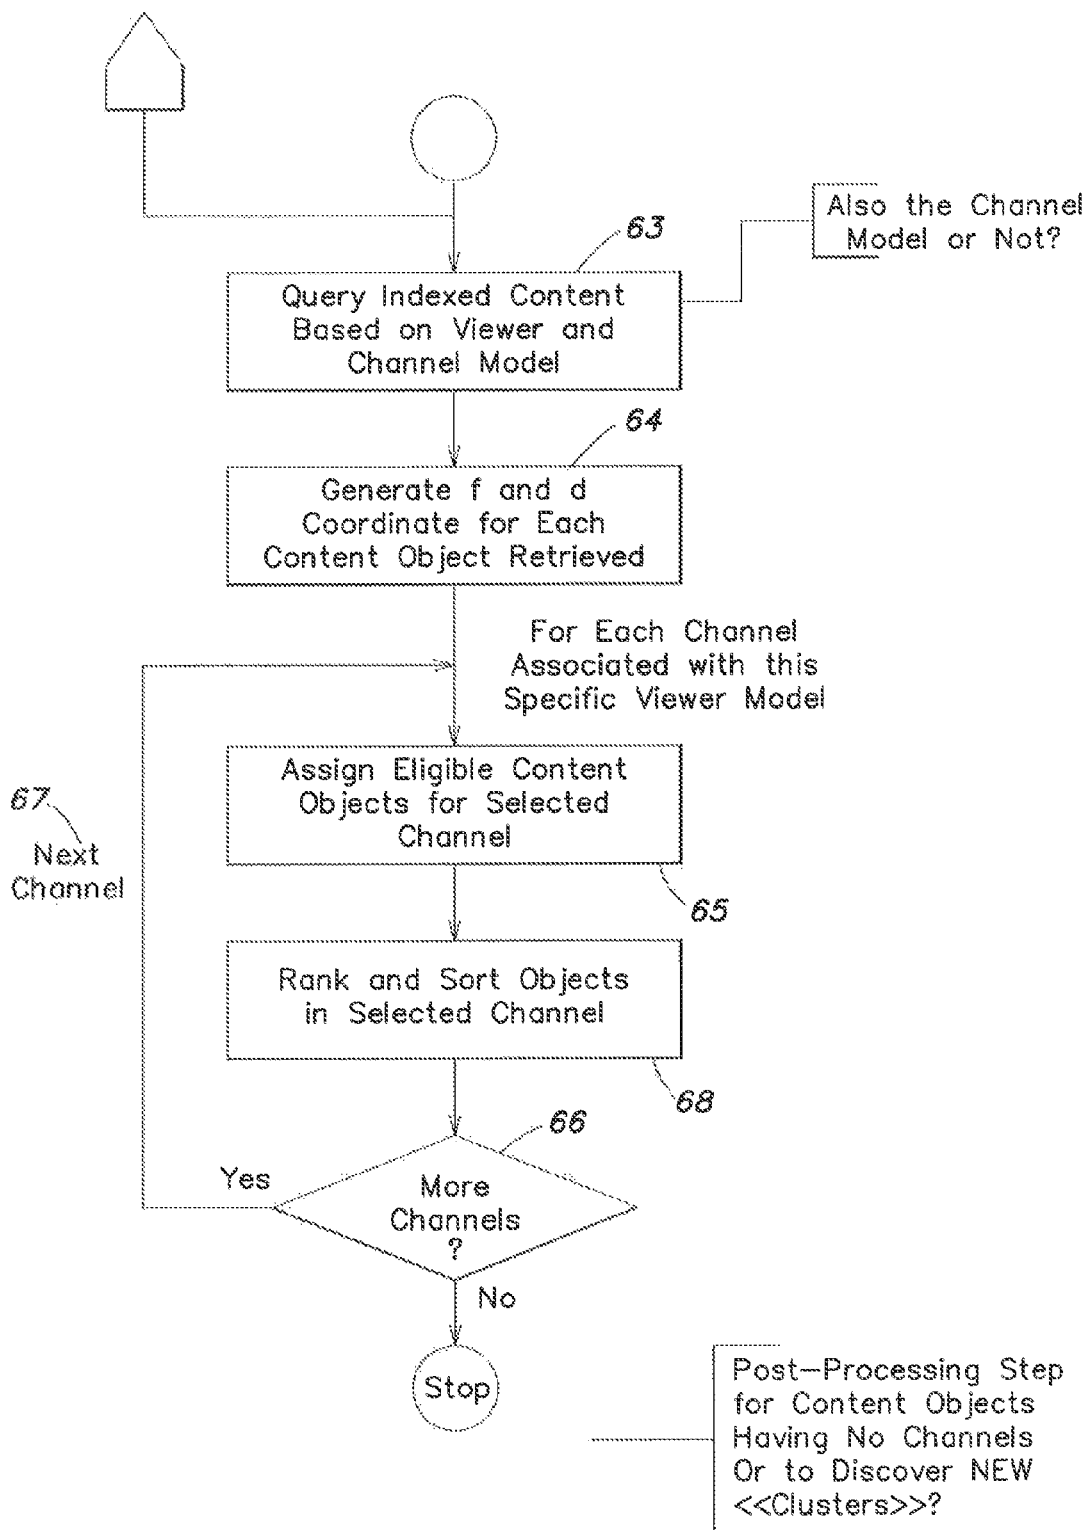 63
Also the Channel
Model or Not?
Query Indexed Content
Based on Viewer and
Channel Model
64
Generate f and d
Coordinate for Each
Content Object Retrieved
For Each Channel
Associated with this
Specific Viewer Model
Assign Eligible Content
Objects for Selected
Channel
67
Next
Channel
65
Rank and Sort Objects
in Selected Channel
68
66
Yes
More
Channels
?
No
Stop
Post-Processing Step
for Content Objects
Having No Channels
Or to Discover NEW
<<Clusters>>?